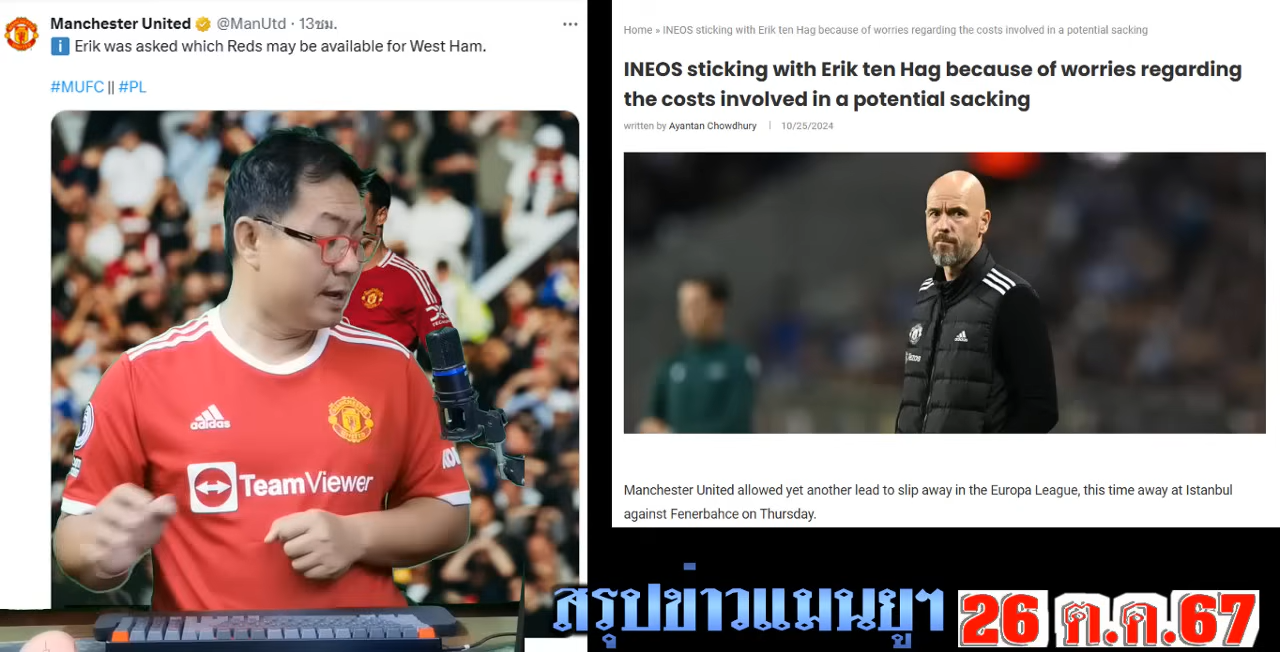 Manchester United @ManUtd · 13ชม.
Erik was asked which Reds may be available for West Ham.
#MUFC || #PL
adidas
TeamViewer
Home » INEOS sticking with Erik ten Hag because of worries regarding the costs involved in a potential sacking
INEOS sticking with Erik ten Hag because of worries regarding
the costs involved in a potential sacking
written by Ayantan Chowdhury | 10/25/2024
Manchester United allowed yet another lead to slip away in the Europa League, this time away at Istanbul
against Fenerbahce on Thursday.
สรุปข่าวแมนยูฯ 26 ต.ค.67